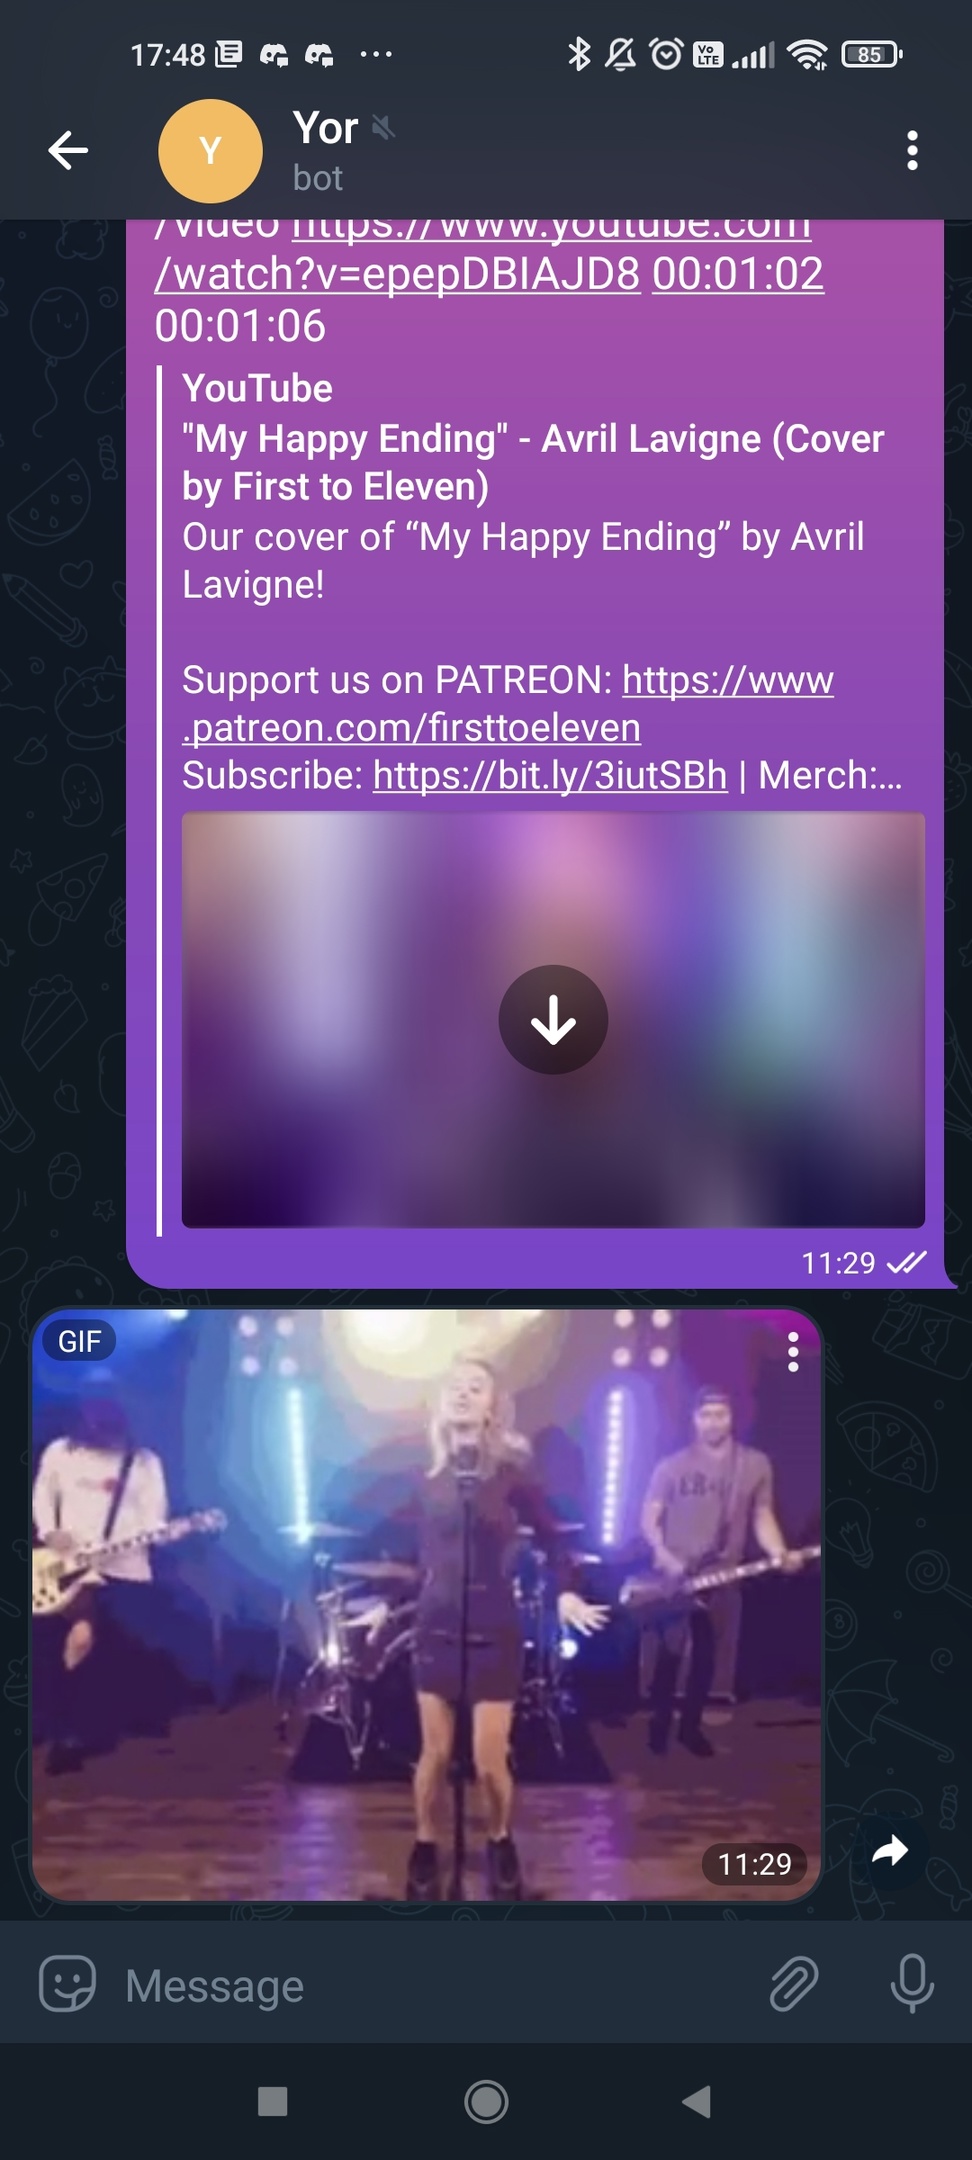 17:48
Vo LTE
85
Y
Yor
bot
/video https://www.youtube.com
/watch?v=epepDBIAJD8 00:01:02
00:01:06
YouTube
"My Happy Ending" - Avril Lavigne (Cover
by First to Eleven)
Our cover of “My Happy Ending” by Avril
Lavigne!
Support us on PATREON: https://www
.patreon.com/firsttoeleven
Subscribe: https://bit.ly/3iutSBh | Merch:...
11:29
GIF
11:29
Message